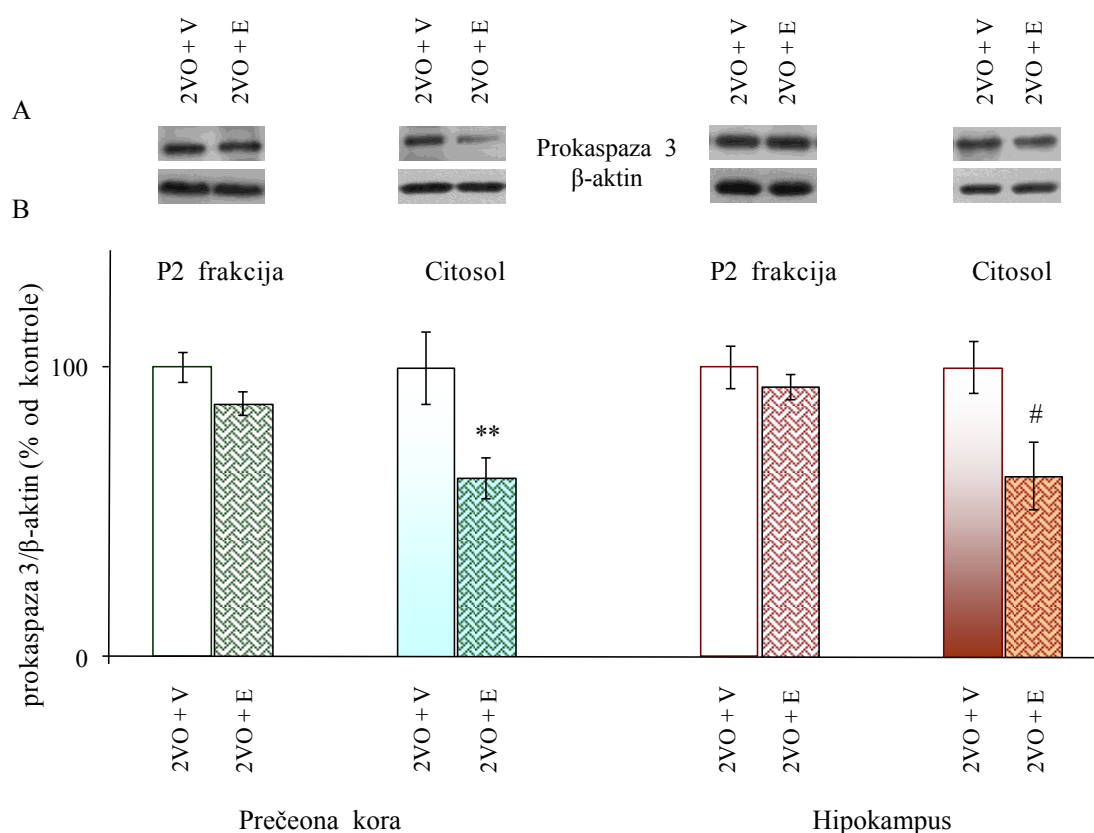 2VO + V 2VO + E 2VO + V 2VO + E 2VO + V 2VO + E 2VO + V 2VO + E
A
Prokaspaza 3
β-aktin
B
P2 frakcija Citosol P2 frakcija Citosol
prokaspaza 3/β-aktin (% od kontrole)
100
**
#
0
2VO + V 2VO + E 2VO + V 2VO + E 2VO + V 2VO + E 2VO + V 2VO + E
Prečeona kora Hipokampus